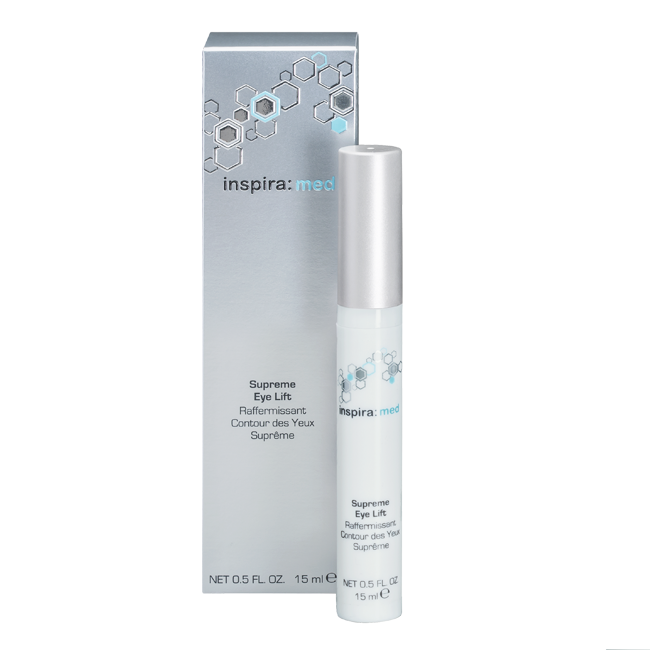 inspira:med
Supreme
Eye Lift
Raffermissant
Contour des Yeux
Suprême
NET 0.5 FL. OZ. 15 ml ℮
inspira:med
Supreme
Eye Lift
Raffermissant
Contour des Yeux
Suprême
NET 0.5 FL. OZ.
15 ml ℮